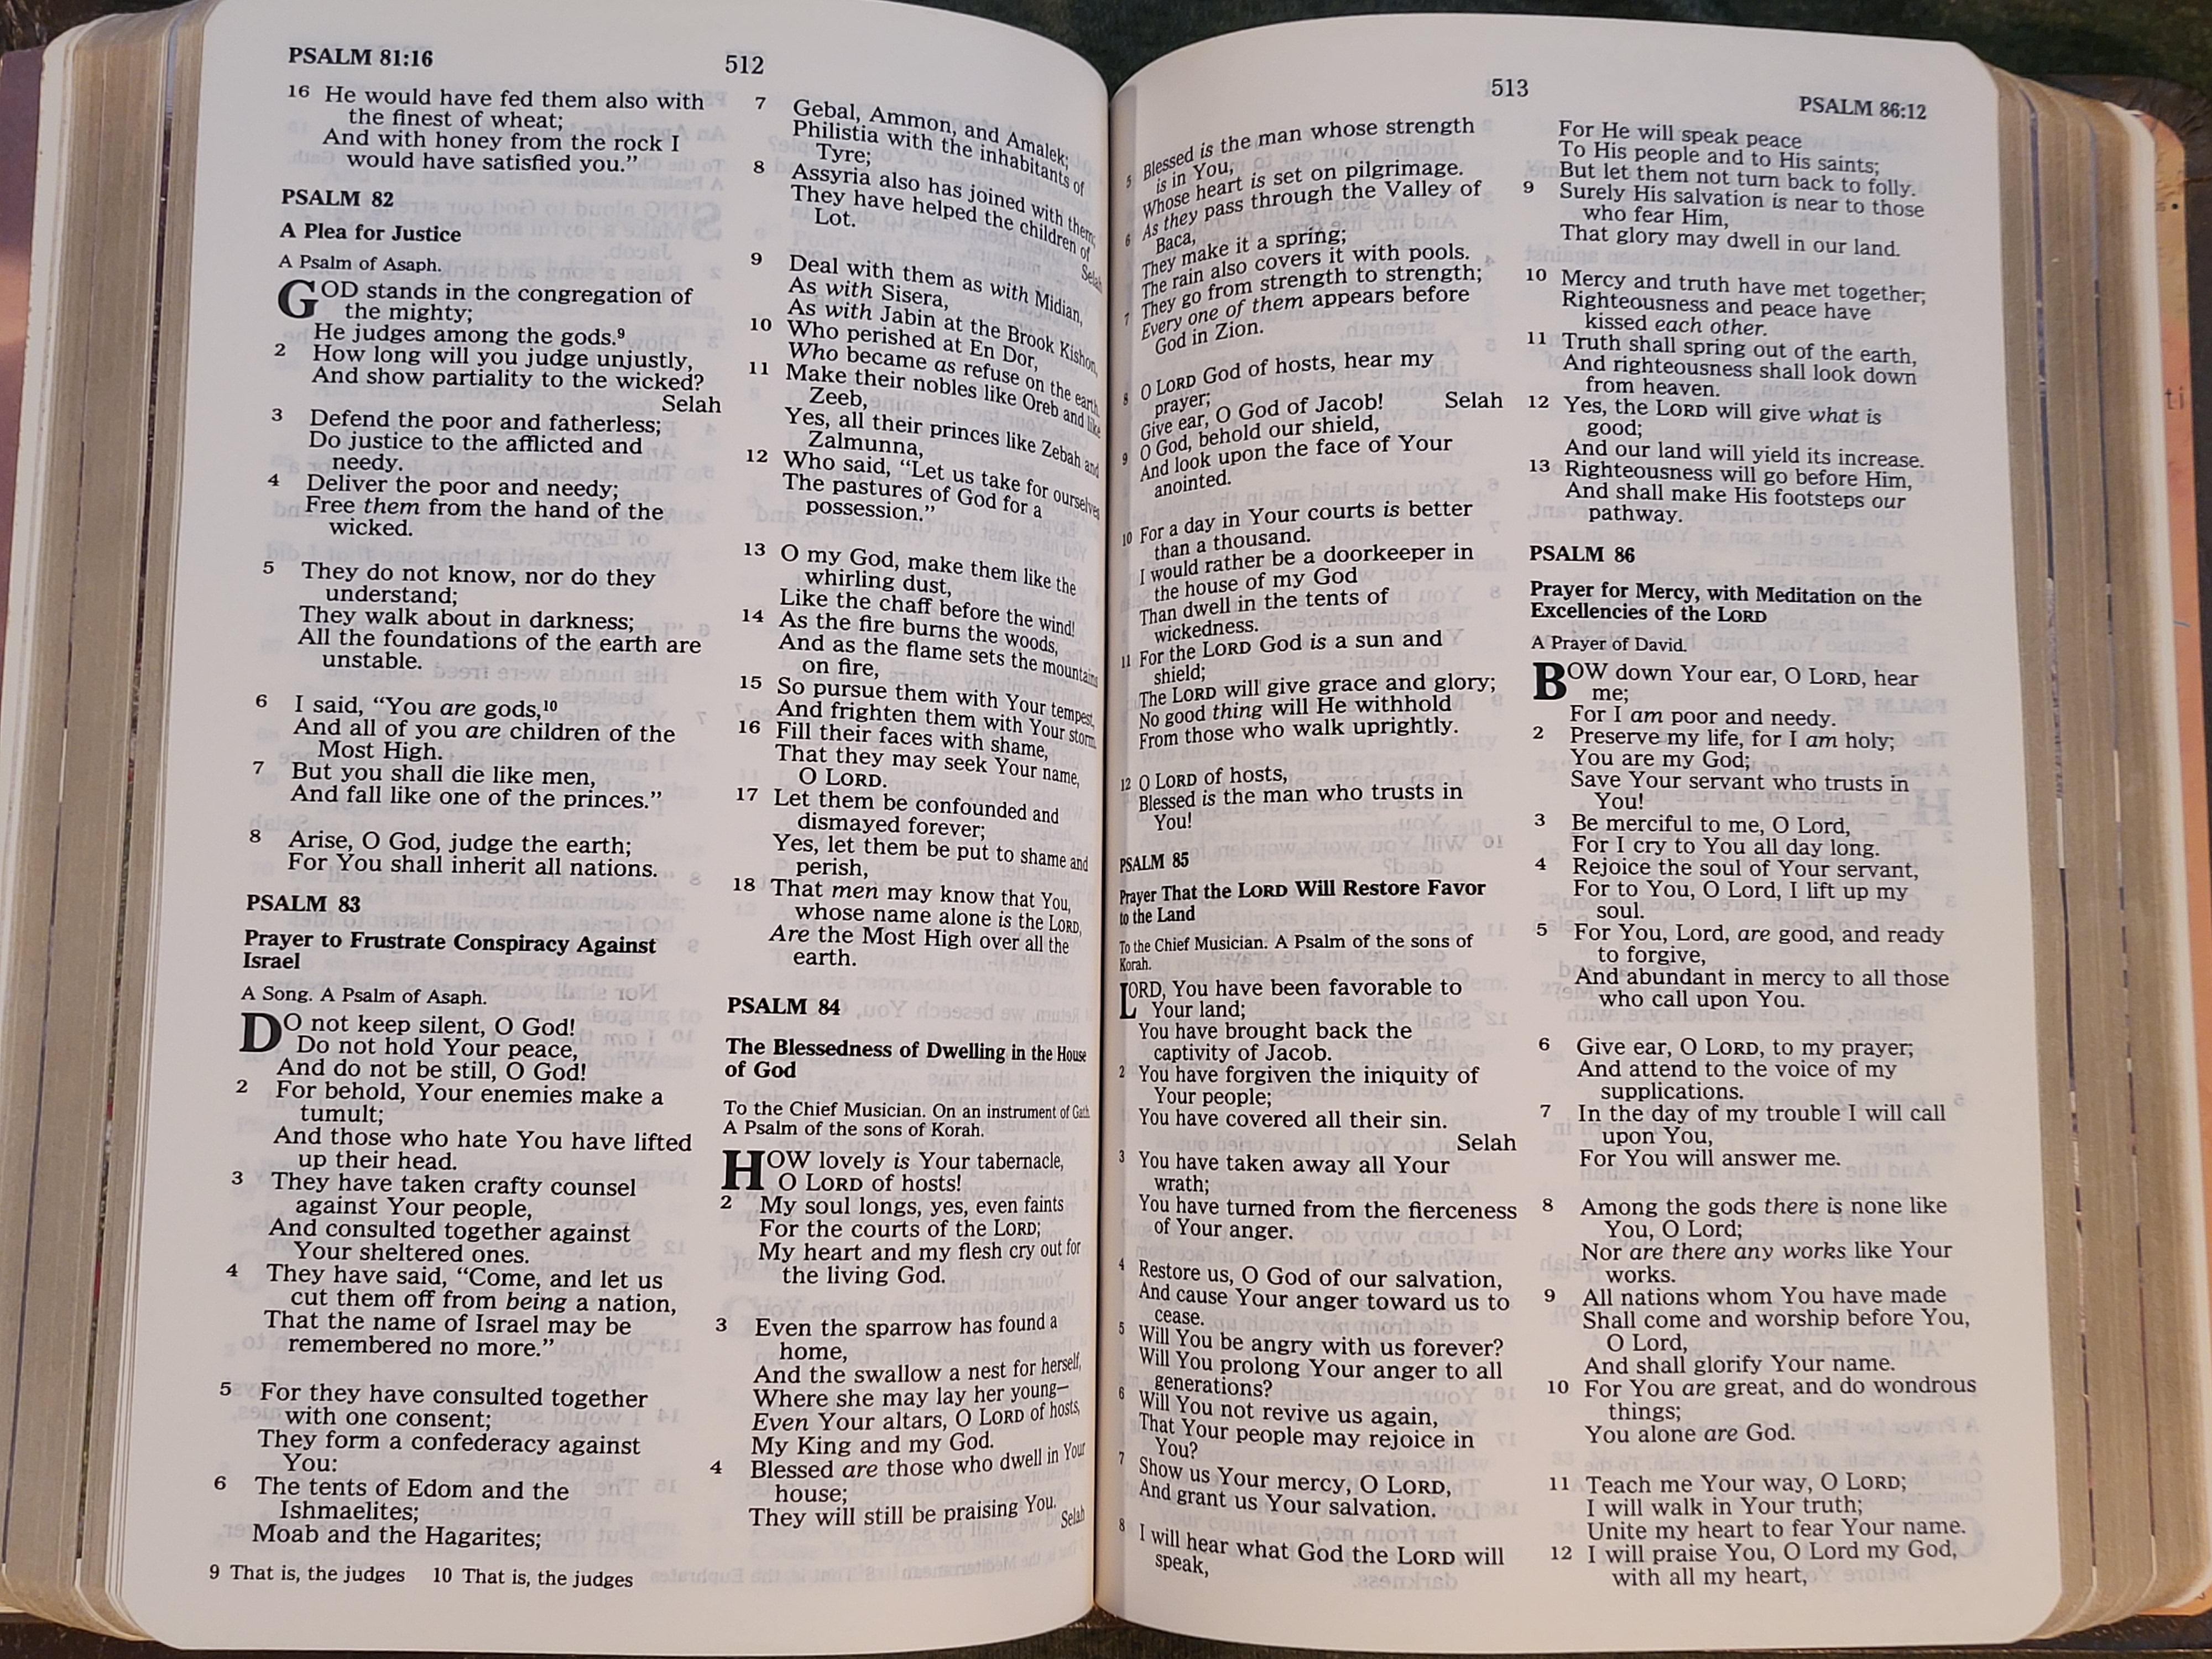 PSALM 81:16
512
16 He would have fed them also with
the finest of wheat;
And with honey from the rock I
would have satisfied you.”
PSALM 82
A Plea for Justice
A Psalm of Asaph.
GOD stands in the congregation of
the mighty;
He judges among the gods.⁹
2 How long will you judge unjustly,
And show partiality to the wicked?
Selah
3 Defend the poor and fatherless;
Do justice to the afflicted and
needy.
4 Deliver the poor and needy;
Free them from the hand of the
wicked.
5 They do not know, nor do they
understand;
They walk about in darkness;
All the foundations of the earth are
unstable.
6 I said, “You are gods,¹⁰
And all of you are children of the
Most High.
7 But you shall die like men,
And fall like one of the princes.”
8 Arise, O God, judge the earth;
For You shall inherit all nations.
PSALM 83
Prayer to Frustrate Conspiracy Against
Israel
A Song. A Psalm of Asaph.
DO not keep silent, O God!
Do not hold Your peace,
And do not be still, O God!
2 For behold, Your enemies make a
tumult;
And those who hate You have lifted
up their head.
3 They have taken crafty counsel
against Your people,
And consulted together against
Your sheltered ones.
4 They have said, “Come, and let us
cut them off from being a nation,
That the name of Israel may be
remembered no more.”
5 For they have consulted together
with one consent;
They form a confederacy against
You:
6 The tents of Edom and the
Ishmaelites;
Moab and the Hagarites;
7 Gebal, Ammon, and Amalek;
Philistia with the inhabitants of
Tyre;
8 Assyria also has joined with them;
They have helped the children of
Lot.
Selah
9 Deal with them as with Midian,
As with Sisera,
As with Jabin at the Brook Kishon,
10 Who perished at En Dor,
Who became as refuse on the earth.
11 Make their nobles like Oreb and like
Zeeb,
Yes, all their princes like Zebah and
Zalmunna,
12 Who said, “Let us take for ourselves
The pastures of God for a
possession.”
13 O my God, make them like the
whirling dust,
Like the chaff before the wind!
14 As the fire burns the woods,
And as the flame sets the mountains
on fire,
15 So pursue them with Your tempest,
And frighten them with Your storm.
16 Fill their faces with shame,
That they may seek Your name,
O LORD.
17 Let them be confounded and
dismayed forever;
Yes, let them be put to shame and
perish,
18 That men may know that You,
whose name alone is the LORD,
Are the Most High over all the
earth.
PSALM 84
The Blessedness of Dwelling in the House
of God
To the Chief Musician. On an instrument of Gath.
A Psalm of the sons of Korah.
HOW lovely is Your tabernacle,
O LORD of hosts!
2 My soul longs, yes, even faints
For the courts of the LORD;
My heart and my flesh cry out for
the living God.
3 Even the sparrow has found a
home,
And the swallow a nest for herself,
Where she may lay her young—
Even Your altars, O LORD of hosts,
My King and my God.
4 Blessed are those who dwell in Your
house;
They will still be praising You.
Selah
9 That is, the judges 10 That is, the judges
513
PSALM 86:12
5 Blessed is the man whose strength
is in You,
Whose heart is set on pilgrimage.
6 As they pass through the Valley of
Baca,
They make it a spring;
The rain also covers it with pools.
7 They go from strength to strength;
Every one of them appears before
God in Zion.
8 O LORD God of hosts, hear my
prayer;
Give ear, O God of Jacob! Selah
9 O God, behold our shield,
And look upon the face of Your
anointed.
10 For a day in Your courts is better
than a thousand.
I would rather be a doorkeeper in
the house of my God
Than dwell in the tents of
wickedness.
11 For the LORD God is a sun and
shield;
The LORD will give grace and glory;
No good thing will He withhold
From those who walk uprightly.
12 O LORD of hosts,
Blessed is the man who trusts in
You!
PSALM 85
Prayer That the LORD Will Restore Favor
to the Land
To the Chief Musician. A Psalm of the sons of
Korah.
LORD, You have been favorable to
Your land;
You have brought back the
captivity of Jacob.
2 You have forgiven the iniquity of
Your people;
You have covered all their sin.
Selah
3 You have taken away all Your
wrath;
You have turned from the fierceness
of Your anger.
4 Restore us, O God of our salvation,
And cause Your anger toward us to
cease.
5 Will You be angry with us forever?
Will You prolong Your anger to all
generations?
6 Will You not revive us again,
That Your people may rejoice in
You?
7 Show us Your mercy, O LORD,
And grant us Your salvation.
8 I will hear what God the LORD will
speak,
For He will speak peace
To His people and to His saints;
But let them not turn back to folly.
9 Surely His salvation is near to those
who fear Him,
That glory may dwell in our land.
10 Mercy and truth have met together;
Righteousness and peace have
kissed each other.
11 Truth shall spring out of the earth,
And righteousness shall look down
from heaven.
12 Yes, the LORD will give what is
good;
And our land will yield its increase.
13 Righteousness will go before Him,
And shall make His footsteps our
pathway.
PSALM 86
Prayer for Mercy, with Meditation on the
Excellencies of the LORD
A Prayer of David.
BOW down Your ear, O LORD, hear
me;
For I am poor and needy.
2 Preserve my life, for I am holy;
You are my God;
Save Your servant who trusts in
You!
3 Be merciful to me, O Lord,
For I cry to You all day long.
4 Rejoice the soul of Your servant,
For to You, O Lord, I lift up my
soul.
5 For You, Lord, are good, and ready
to forgive,
And abundant in mercy to all those
who call upon You.
6 Give ear, O LORD, to my prayer;
And attend to the voice of my
supplications.
7 In the day of my trouble I will call
upon You,
For You will answer me.
8 Among the gods there is none like
You, O Lord;
Nor are there any works like Your
works.
9 All nations whom You have made
Shall come and worship before You,
O Lord,
And shall glorify Your name.
10 For You are great, and do wondrous
things;
You alone are God.
11 Teach me Your way, O LORD;
I will walk in Your truth;
Unite my heart to fear Your name.
12 I will praise You, O Lord my God,
with all my heart,